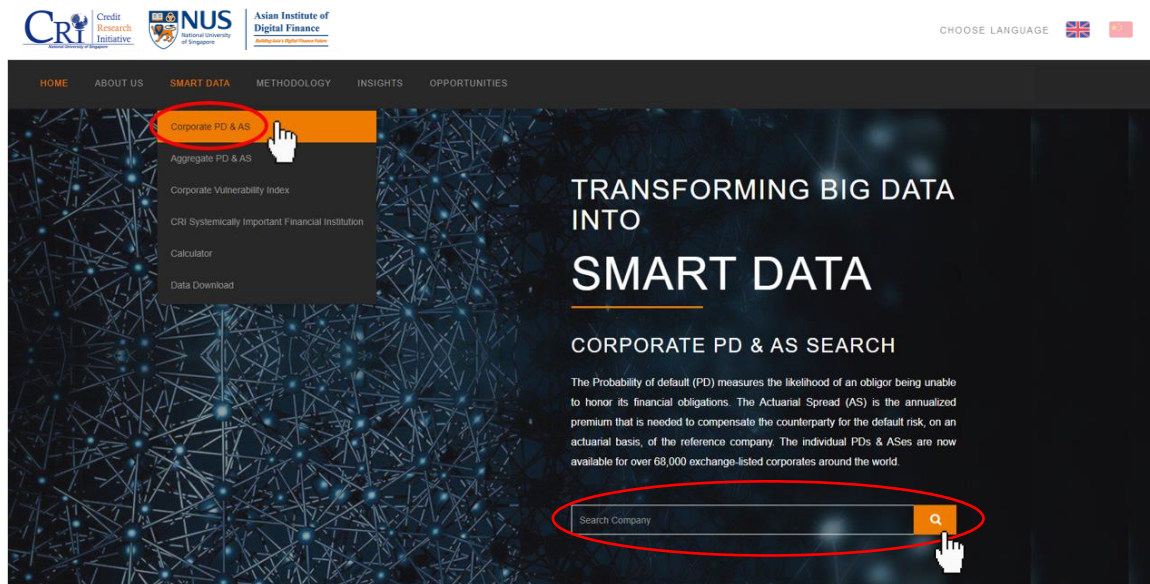 CRI
Credit
Research
Initiative
National University of Singapore
NUS
National University
of Singapore
Asian Institute of
Digital Finance
Building Asia's Digital Finance Future
CHOOSE LANGUAGE
HOME ABOUT US SMART DATA METHODOLOGY INSIGHTS OPPORTUNITIES
Corporate PD & AS
Aggregate PD & AS
Corporate Vulnerability Index
CRI Systemically Important Financial Institution
Calculator
Data Download
TRANSFORMING BIG DATA
INTO
SMART DATA
CORPORATE PD & AS SEARCH
The Probability of default (PD) measures the likelihood of an obligor being unable
to honor its financial obligations. The Actuarial Spread (AS) is the annualized
premium that is needed to compensate the counterparty for the default risk, on an
actuarial basis, of the reference company. The individual PDs & ASes are now
available for over 68,000 exchange-listed corporates around the world.
Search Company